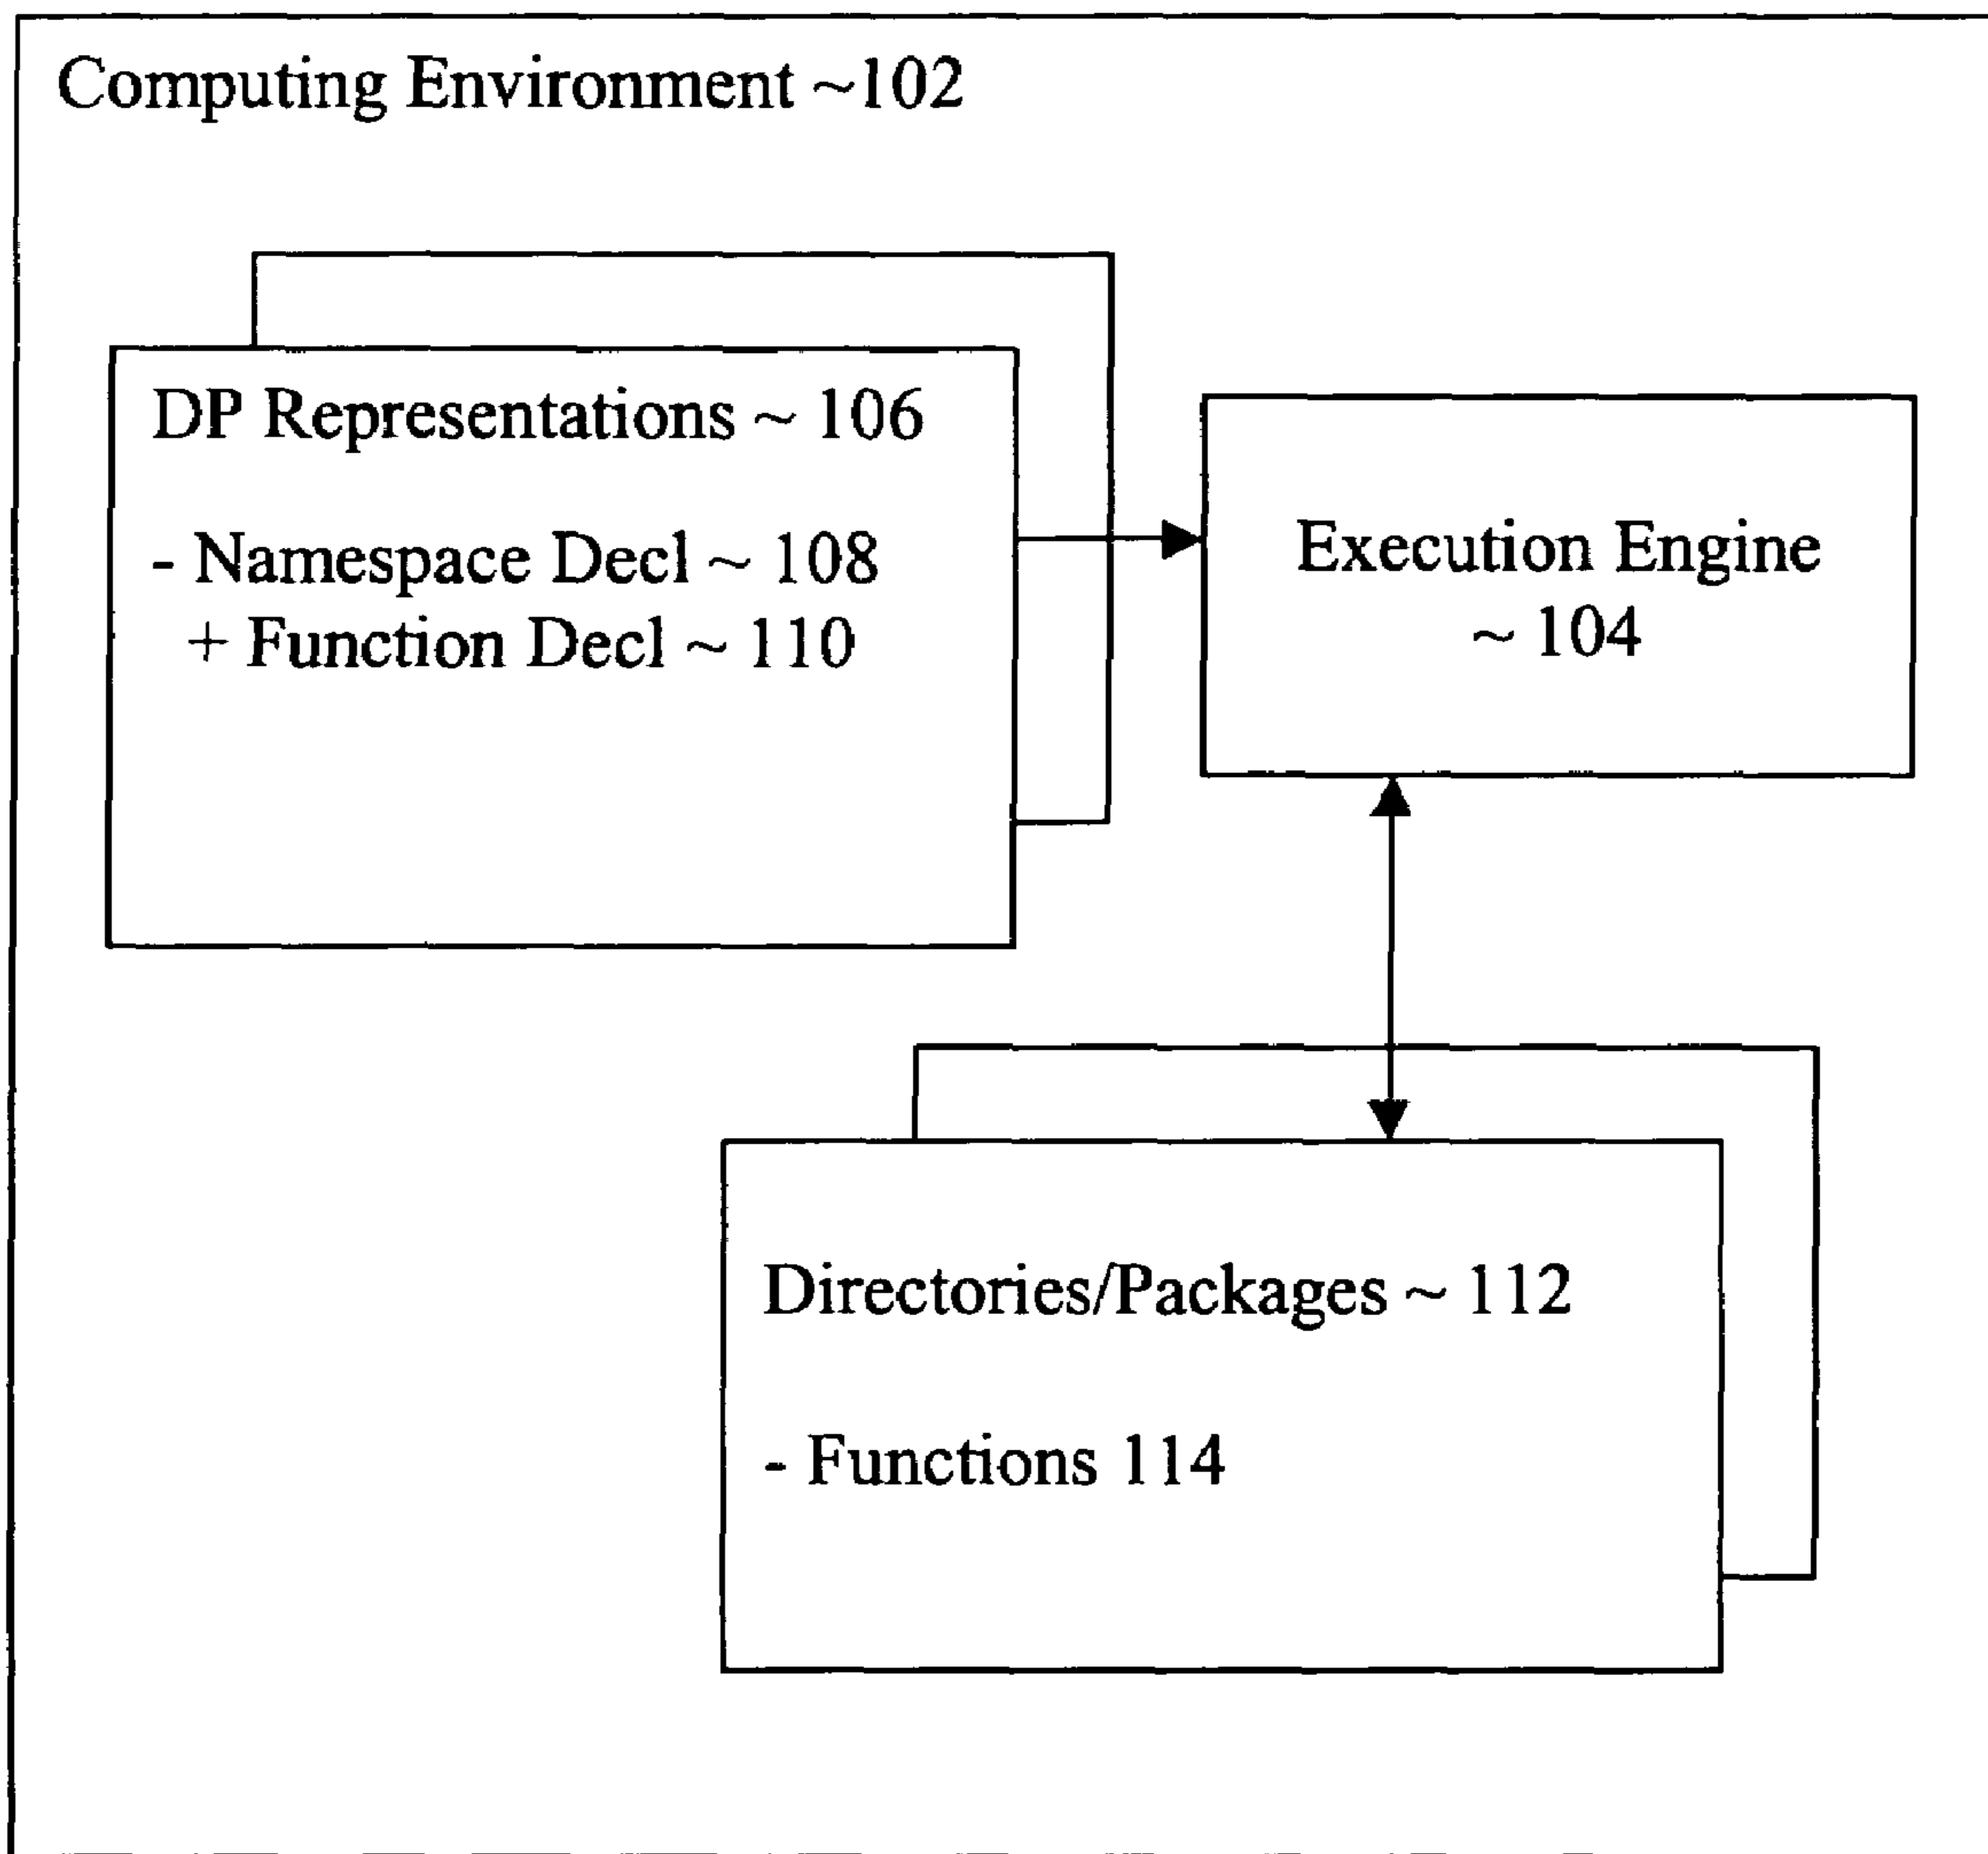 Computing Environment ~102
DP Representations ~ 106
- Namespace Decl ~ 108
+ Function Decl ~ 110
Execution Engine
~ 104
Directories/Packages ~ 112
- Functions 114